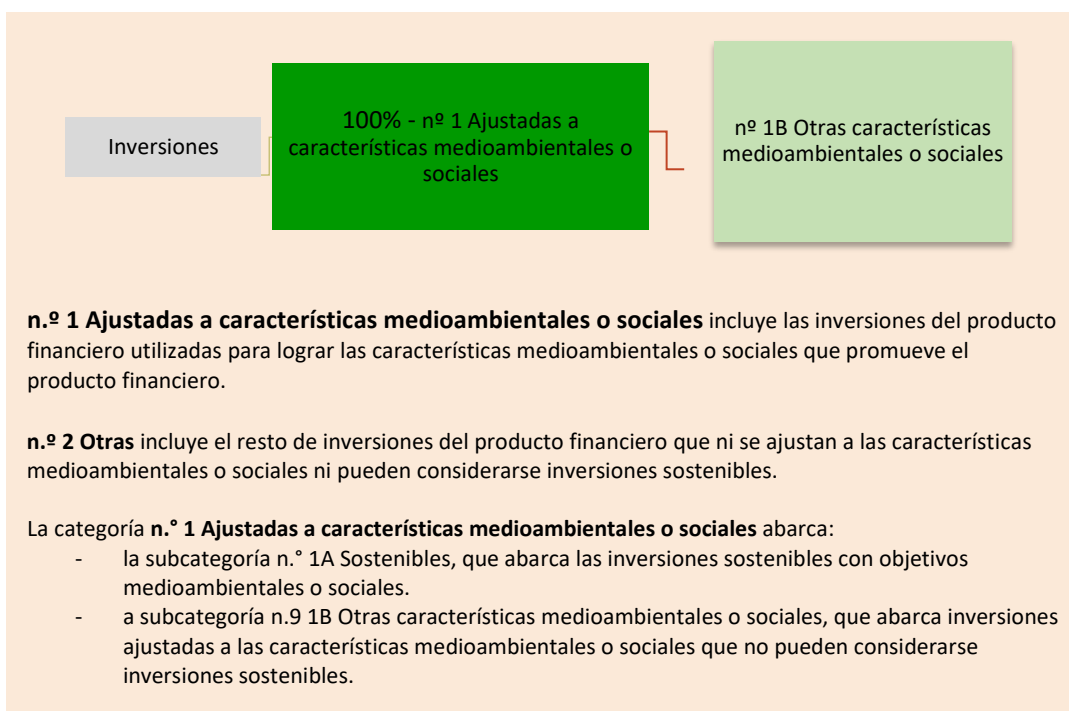 Inversiones
100% - nº 1 Ajustadas a
características medioambientales o
sociales
nº 1B Otras características
medioambientales o sociales
n.º 1 Ajustadas a características medioambientales o sociales incluye las inversiones del producto
financiero utilizadas para lograr las características medioambientales o sociales que promueve el
producto financiero.
n.º 2 Otras incluye el resto de inversiones del producto financiero que ni se ajustan a las características
medioambientales o sociales ni pueden considerarse inversiones sostenibles.
La categoría n.° 1 Ajustadas a características medioambientales o sociales abarca:
- la subcategoría n.° 1A Sostenibles, que abarca las inversiones sostenibles con objetivos
medioambientales o sociales.
- a subcategoría n.9 1B Otras características medioambientales o sociales, que abarca inversiones
ajustadas a las características medioambientales o sociales que no pueden considerarse
inversiones sostenibles.